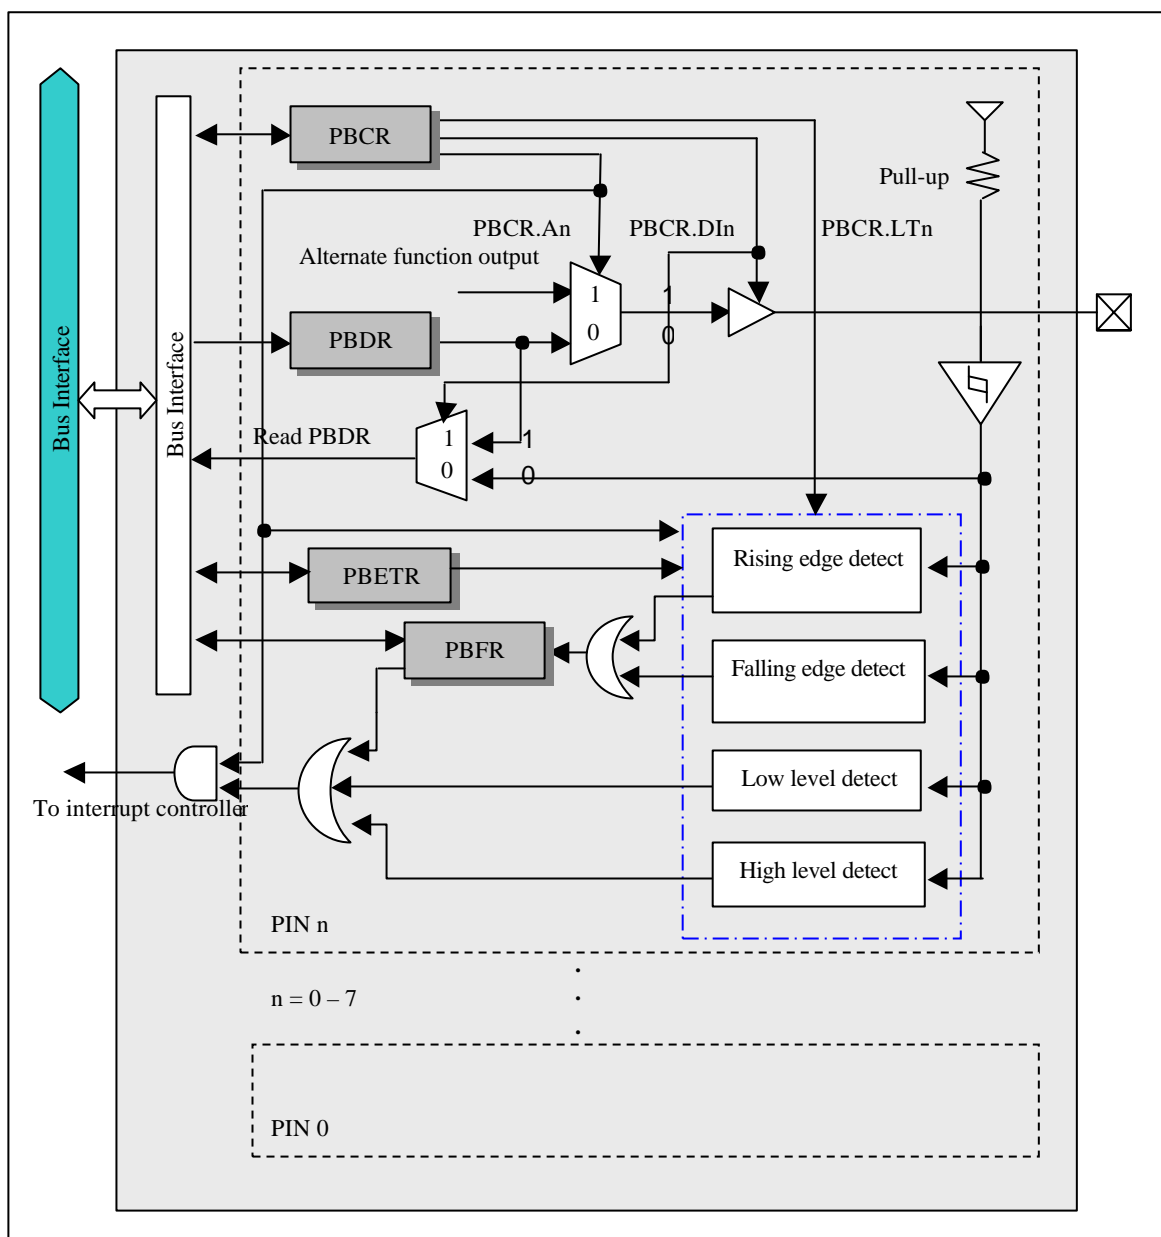 PBCR
Pull-up
PBCR.An
PBCR.DIn
PBCR.LTn
Alternate function output
1
0
1
0
PBDR
Bus Interface
Bus Interface
Read PBDR
1
0
1
0
Rising edge detect
PBETR
PBFR
Falling edge detect
Low level detect
To interrupt controller
High level detect
PIN n
n = 0 – 7
PIN 0